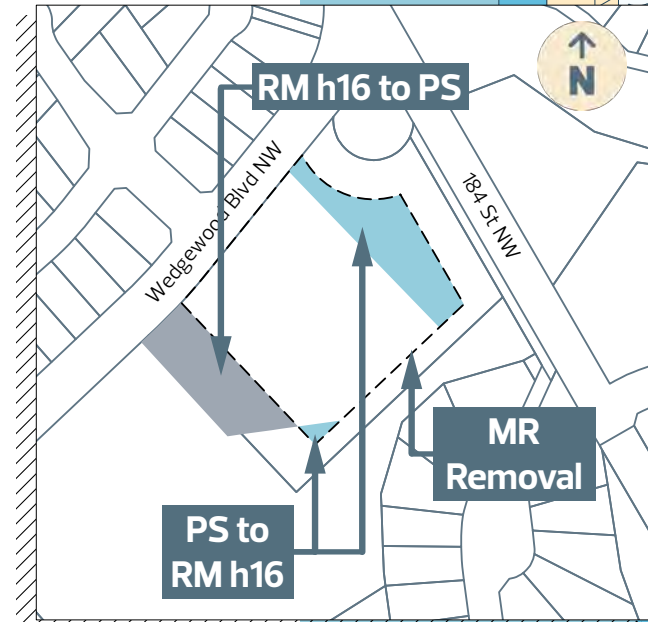 N
RM h16 to PS
Wedgewood Blvd NW
184 St NW
MR
Removal
PS to
RM h16